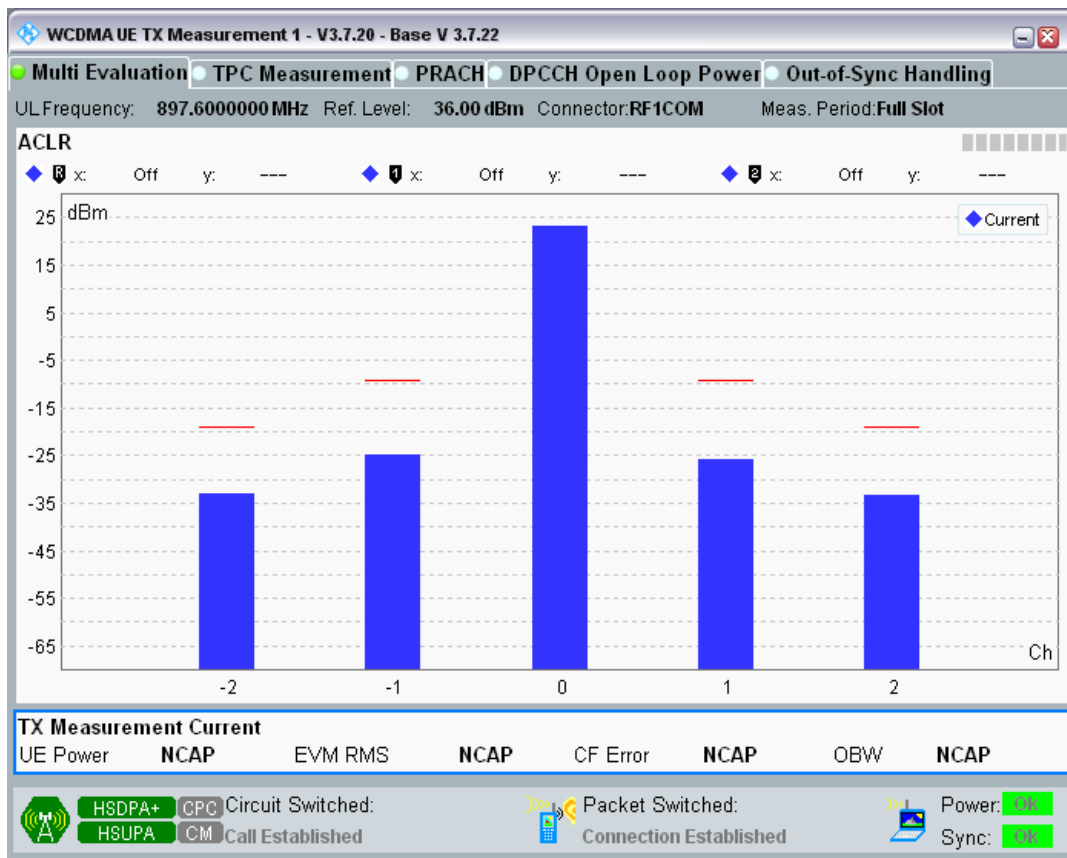 WCDMA UE TX Measurement 1 - V3.7.20 - Base V 3.7.22
Multi Evaluation TPC Measurement PRACH DPCCH Open Loop Power Out-of-Sync Handling
UL Frequency: 897.6000000 MHz Ref. Level: 36.00 dBm Connector: RF1COM Meas. Period: Full Slot
ACLR
R x: Off y: --- 1 x: Off y: --- 2 x: Off y: ---
dBm
Current
25
15
5
-5
-15
-25
-35
-45
-55
-65
Ch
-2 -1 0 1 2
TX Measurement Current
UE Power NCAP EVM RMS NCAP CF Error NCAP OBW NCAP
HSDPA+ CPC Circuit Switched: Packet Switched: Power: Ok
HSUPA CM Call Established Connection Established Sync: Ok